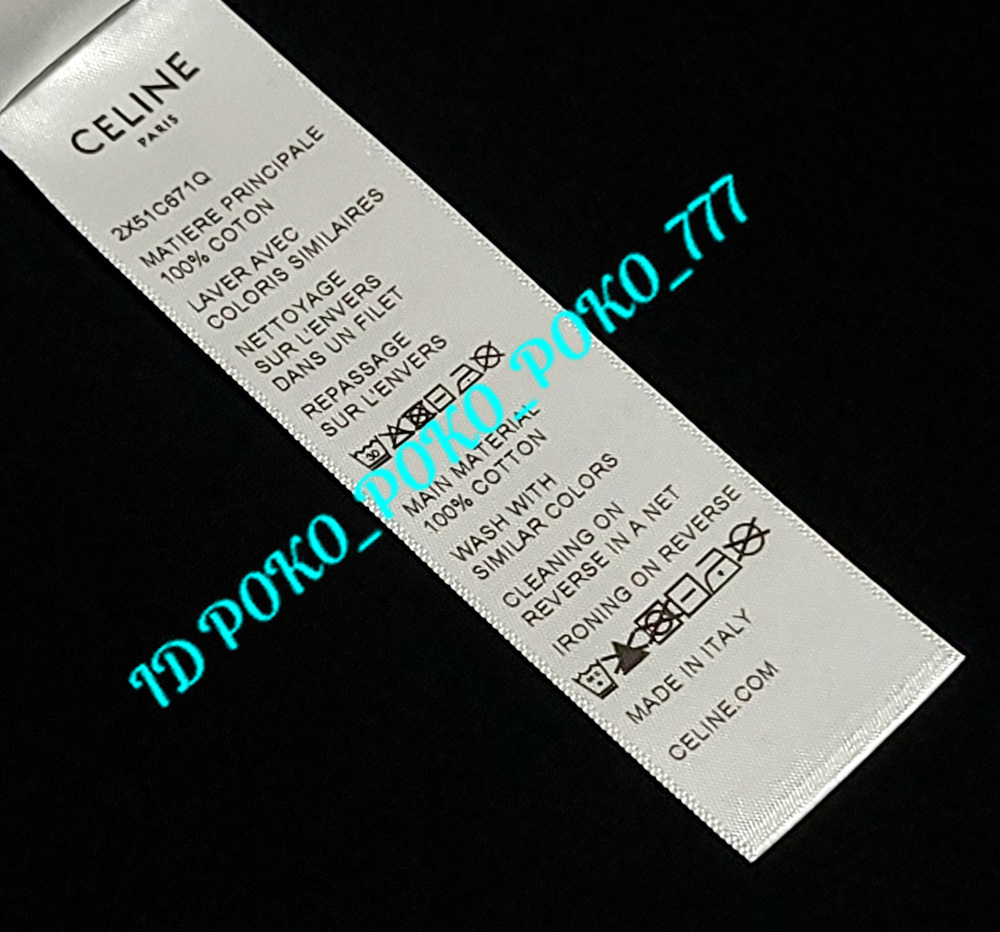 CELINE
PARIS
2X51C671Q
MATIERE PRINCIPALE
100% COTON
LAVER AVEC
COLORIS SIMILAIRES
NETTOYAGE
SUR L'ENVERS
DANS UN FILET
REPASSAGE
SUR L'ENVERS
30
MAIN MATERIAL
100% COTTON
WASH WITH
SIMILAR COLORS
CLEANING ON
REVERSE IN A NET
IRONING ON REVERSE
MADE IN ITALY
CELINE.COM
ID POKO_POKO_POKO_777